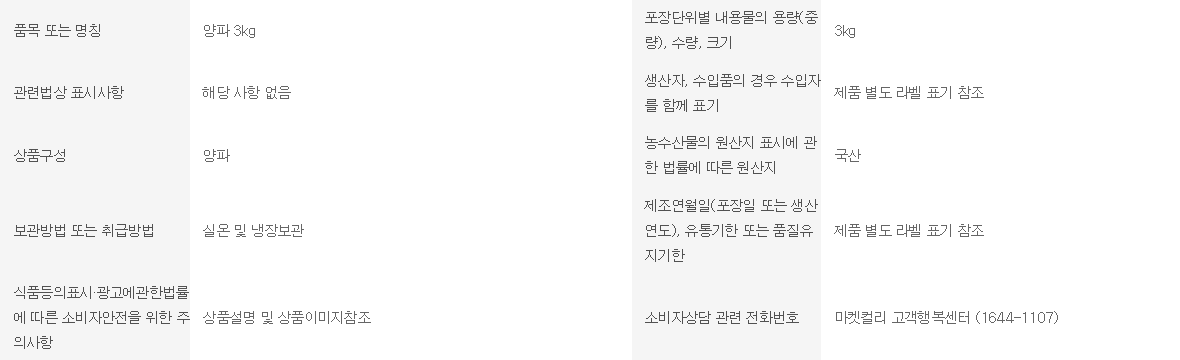 품목 또는 명칭
양파 3kg
포장단위별 내용물의 용량(중
량), 수량, 크기
3kg
관련법상 표시사항
해당 사항 없음
생산자, 수입품의 경우 수입자
를 함께 표기
제품 별도 라벨 표기 참조
상품구성
양파
농수산물의 원산지 표시에 관
한 법률에 따른 원산지
국산
보관방법 또는 취급방법
실온 및 냉장보관
제조연월일(포장일 또는 생산
연도), 유통기한 또는 품질유
지기한
제품 별도 라벨 표기 참조
식품등의표시·광고에관한법률
에 따른 소비자안전을 위한 주
의사항
상품설명 및 상품이미지참조
소비자상담 관련 전화번호
마켓컬리 고객행복센터 (1644-1107)